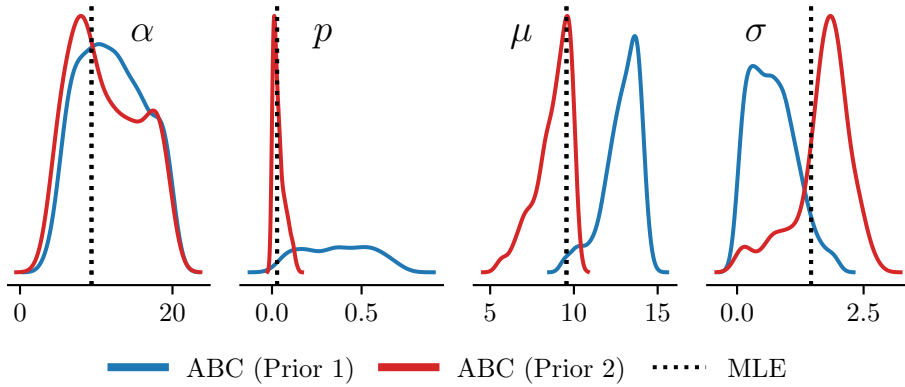 α p μ σ
0 20 0.0 0.5 5 10 15 0.0 2.5
ABC (Prior 1) ABC (Prior 2) MLE